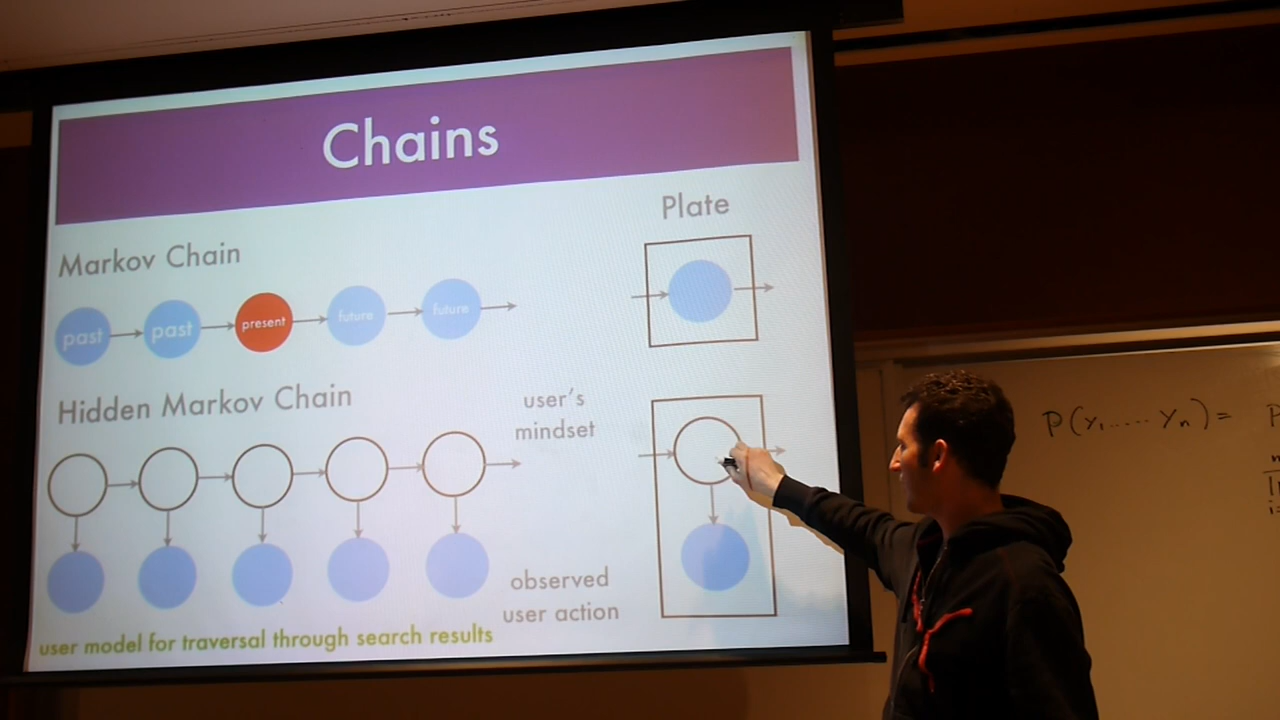 Chains
Plate
Markov Chain
past past present future future
Hidden Markov Chain
user's
mindset
observed
user action
user model for traversal through search results
P(y₁..... yₙ)=